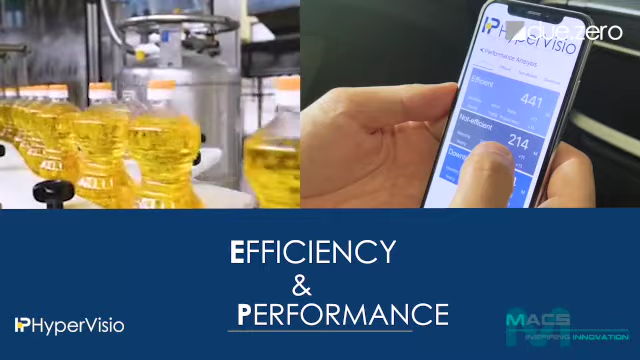 HyperVisio
due.zero
Performance Analysis
Efficient
441
Not-efficient
214
EFFICIENCY
&
PERFORMANCE
HyperVisio
MACS
INSPIRING INNOVATION